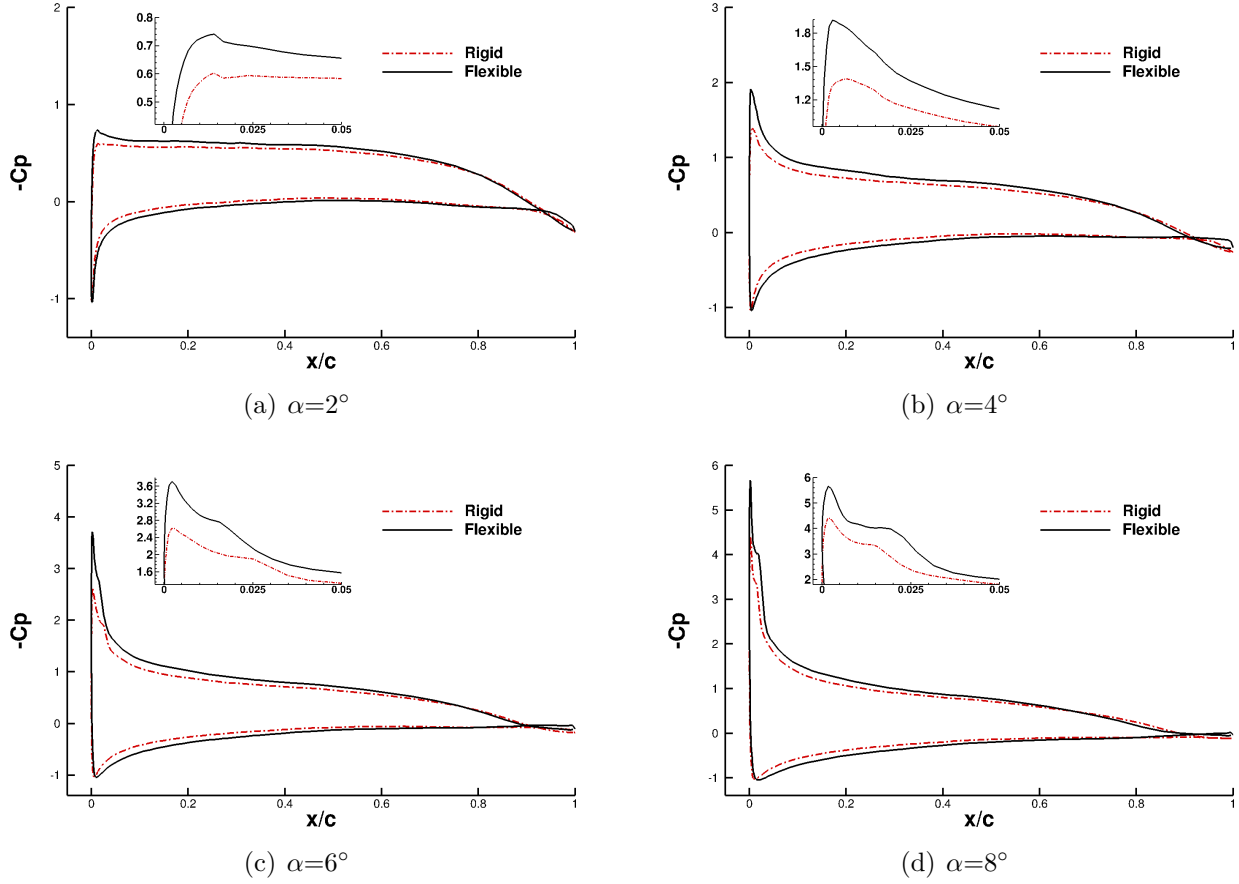 2
1
0
-1
-Cp
0.8
0.7
0.6
0.5
0 0.025 0.05
Rigid
Flexible
0 0.2 0.4 0.6 0.8 1
x/c
(a) α=2°
3
2
1
0
-1
-Cp
1.8
1.5
1.2
0 0.025 0.05
Rigid
Flexible
0 0.2 0.4 0.6 0.8 1
x/c
(b) α=4°
5
4
3
2
1
0
-1
-Cp
3.6
3.2
2.8
2.4
2
1.6
0 0.025 0.05
Rigid
Flexible
0 0.2 0.4 0.6 0.8 1
x/c
(c) α=6°
6
5
4
3
2
1
0
-1
-Cp
6
5
4
3
2
0 0.025 0.05
Rigid
Flexible
0 0.2 0.4 0.6 0.8 1
x/c
(d) α=8°